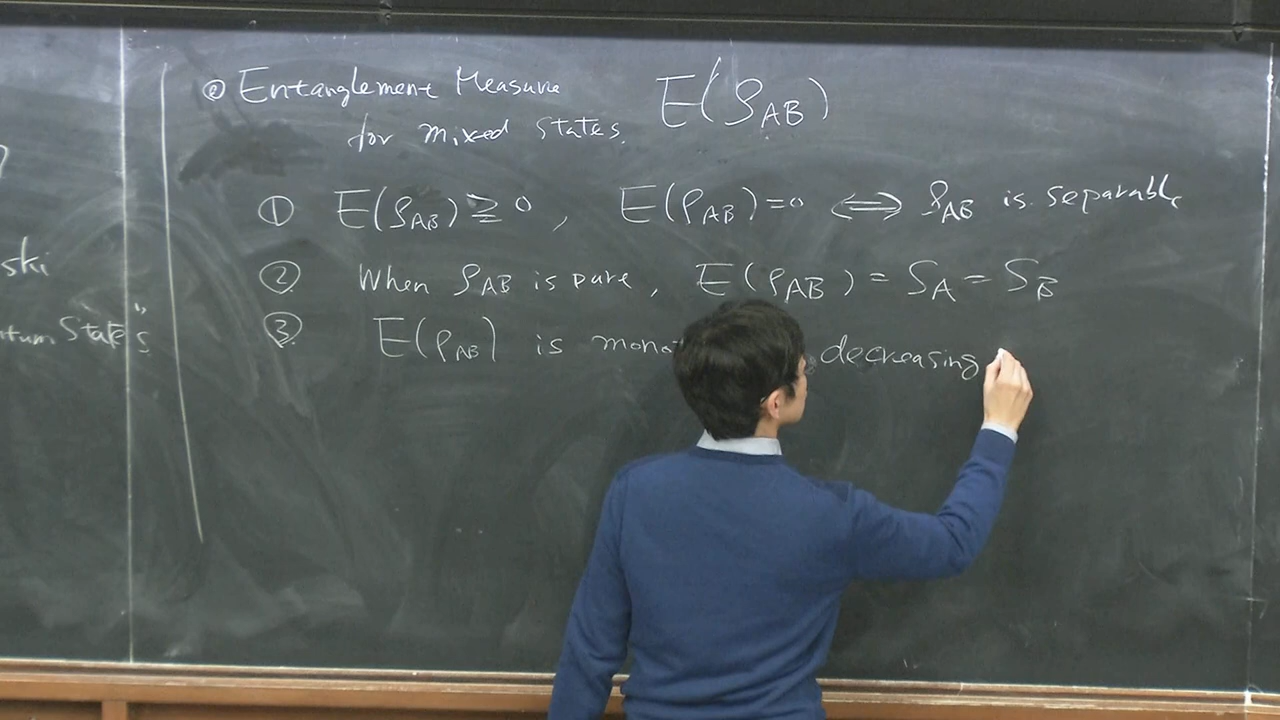 ski
ntum States"
Entanglement Measure E(ρAB)
for mixed states.
① E(ρAB) ≥ 0, E(ρAB)=0 ⟺ ρAB is separable
② When ρAB is pure, E(ρAB) = SA = SB
③ E(ρAB) is mono decreasing